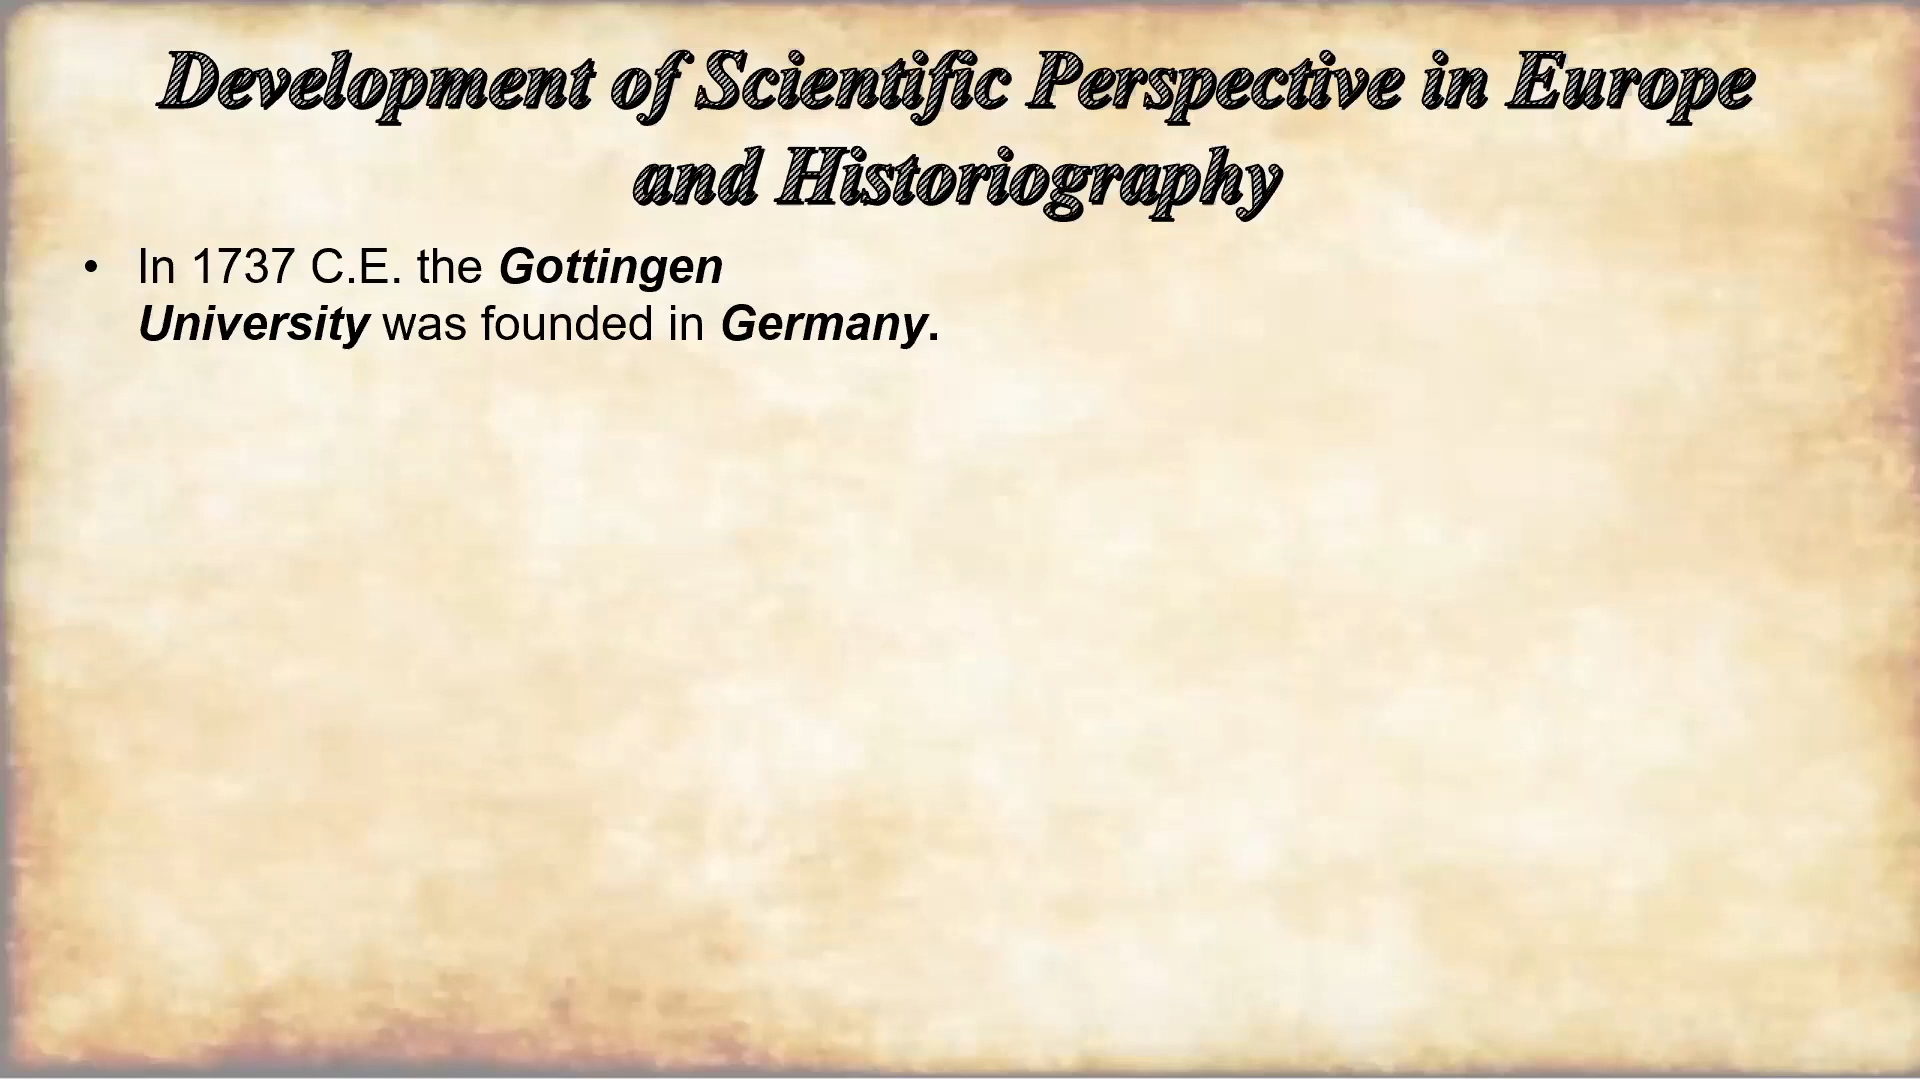 Development of Scientific Perspective in Europe
and Historiography
• In 1737 C.E. the Gottingen
University was founded in Germany.